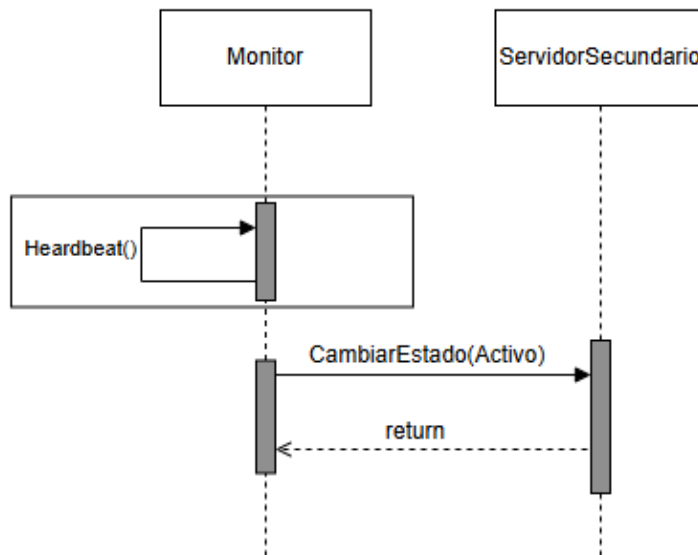 Monitor
ServidorSecundario
Heardbeat()
CambiarEstado(Activo)
return